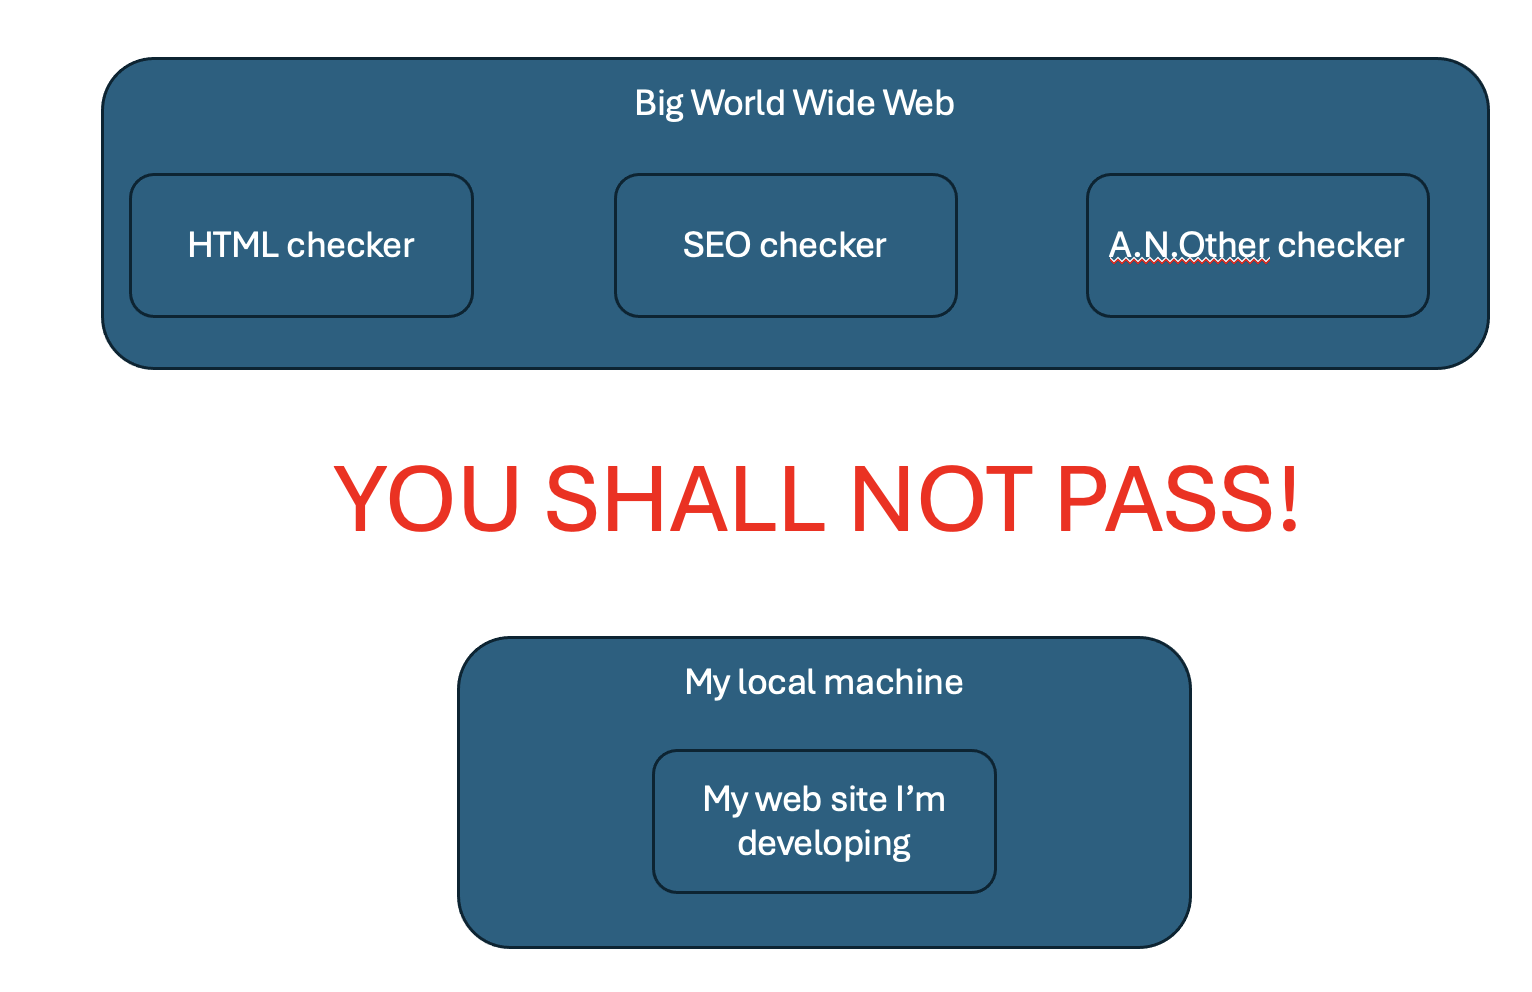 Big World Wide Web
HTML checker
SEO checker
A.N.Other checker
YOU SHALL NOT PASS!
My local machine
My web site I’m
developing